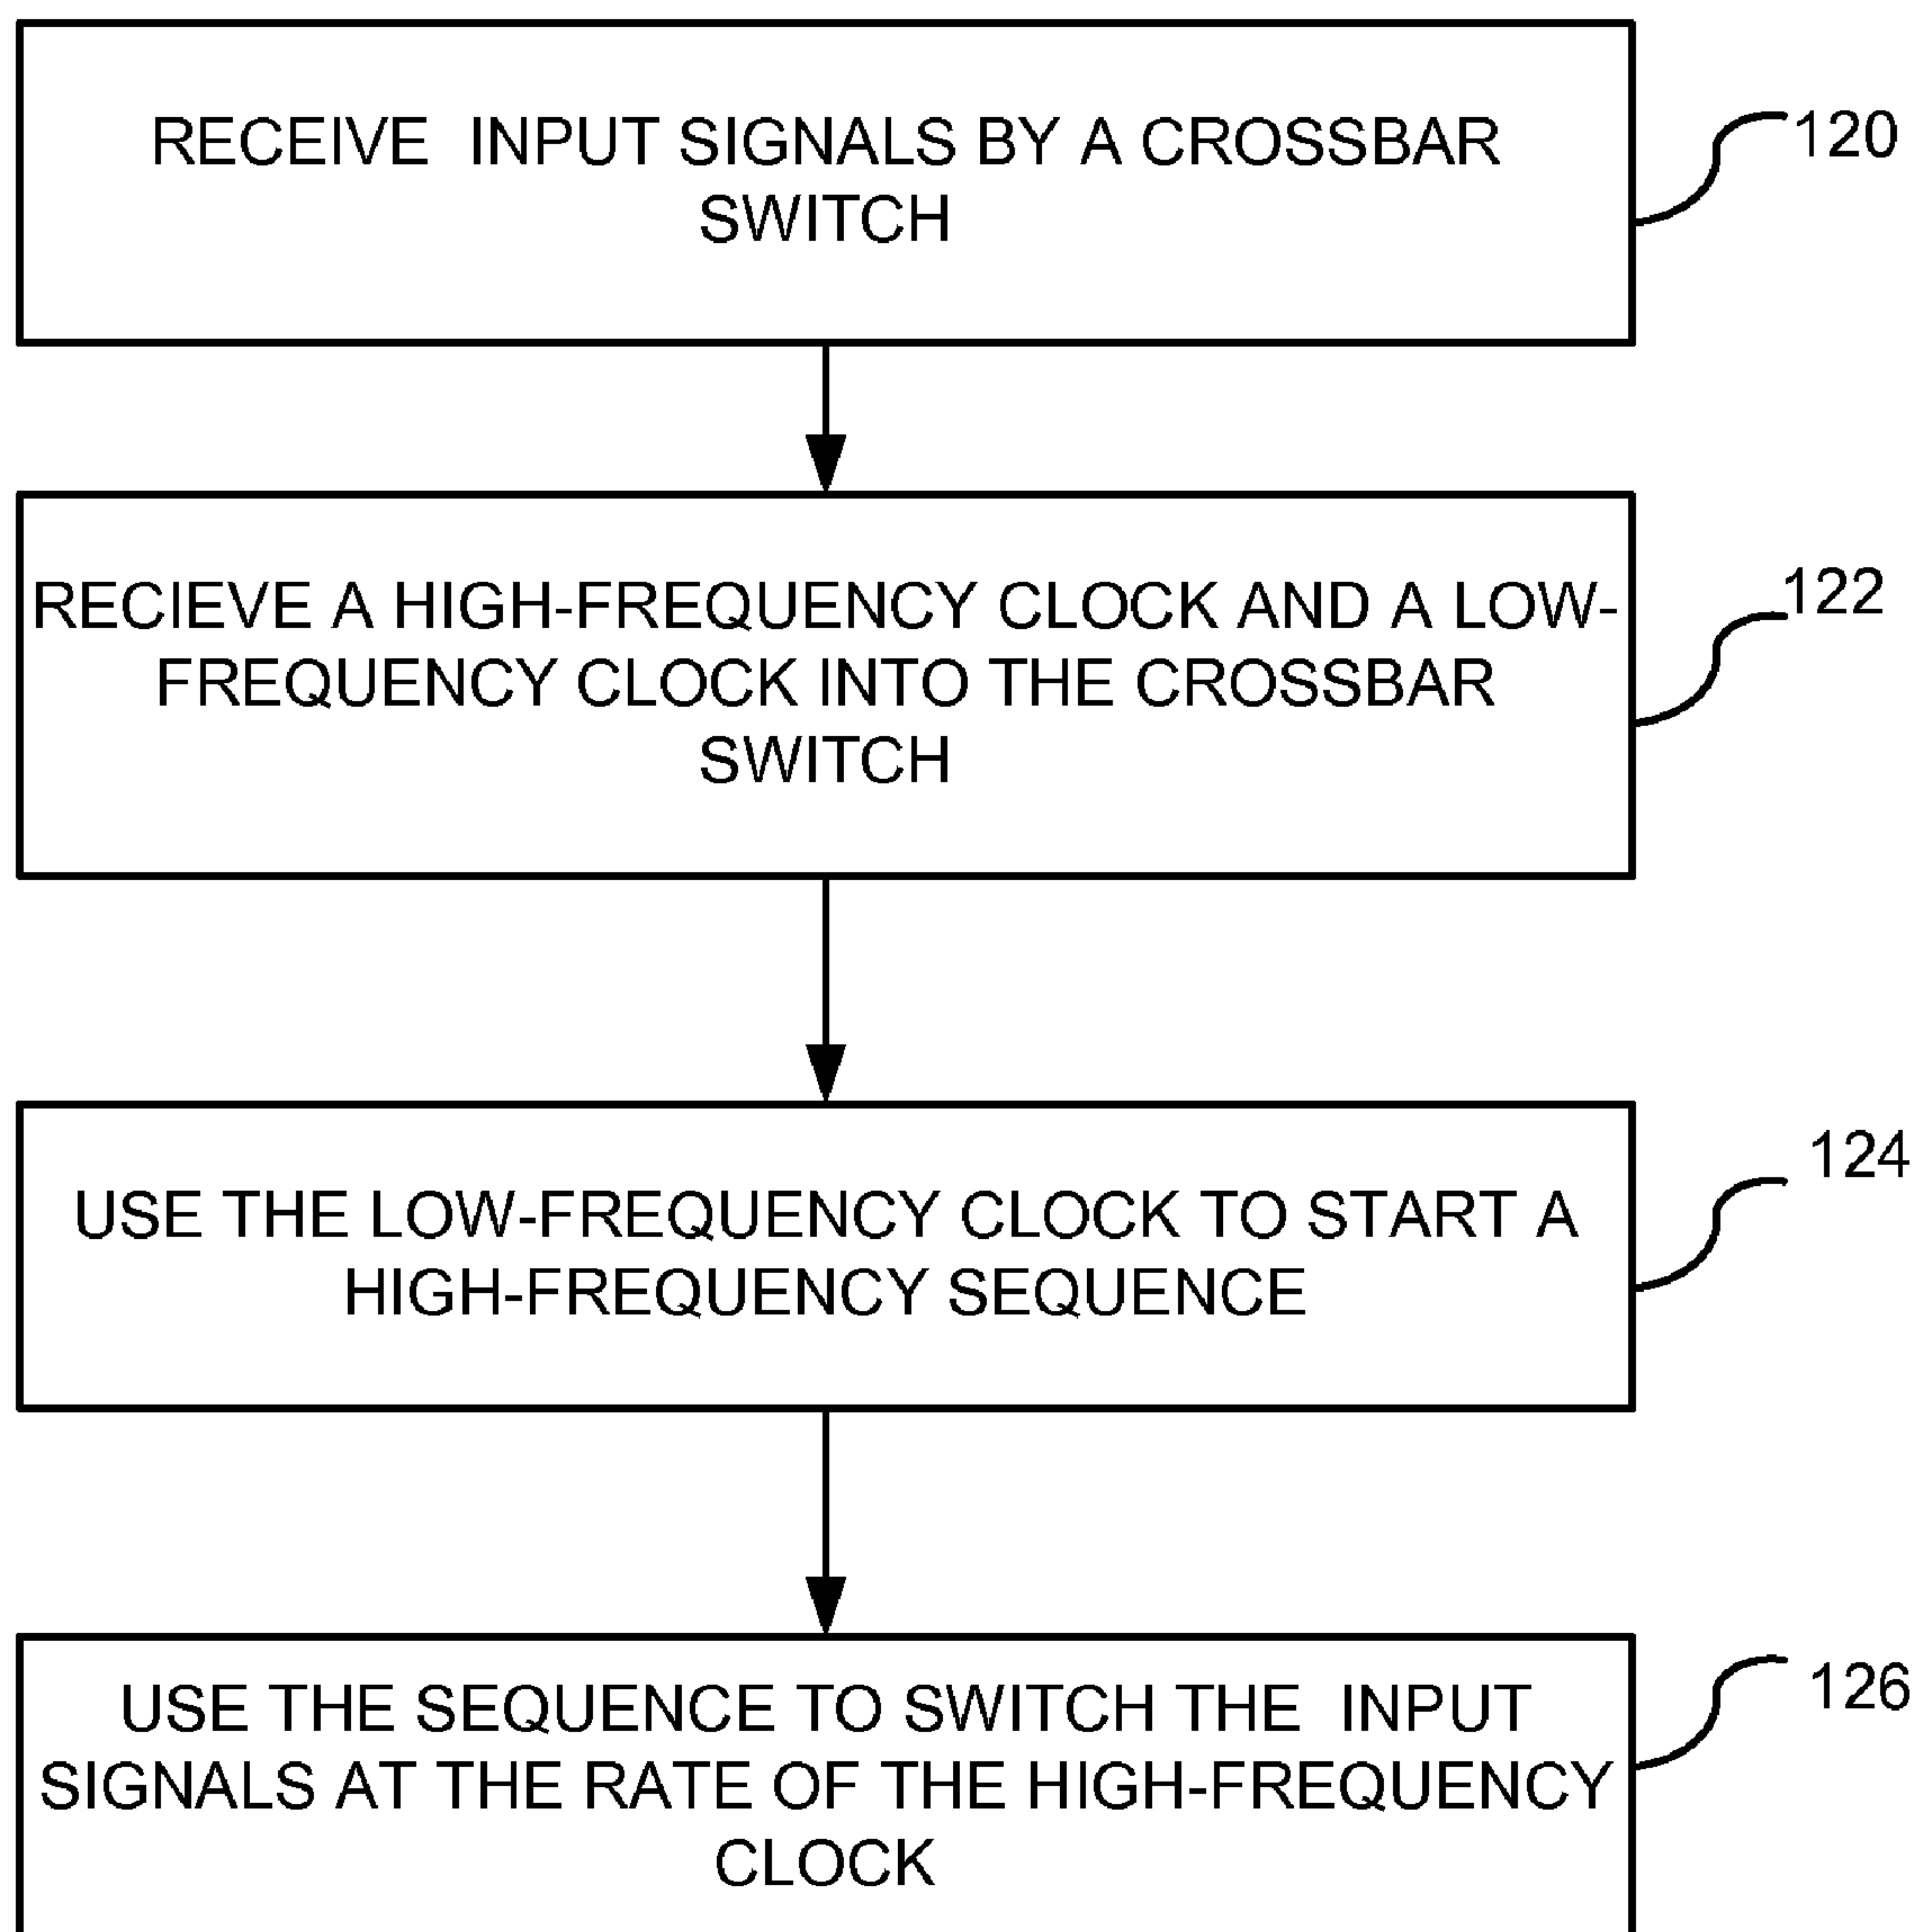 RECEIVE INPUT SIGNALS BY A CROSSBAR
SWITCH
120
RECIEVE A HIGH-FREQUENCY CLOCK AND A LOW-
FREQUENCY CLOCK INTO THE CROSSBAR
SWITCH
122
USE THE LOW-FREQUENCY CLOCK TO START A
HIGH-FREQUENCY SEQUENCE
124
USE THE SEQUENCE TO SWITCH THE INPUT
SIGNALS AT THE RATE OF THE HIGH-FREQUENCY
CLOCK
126